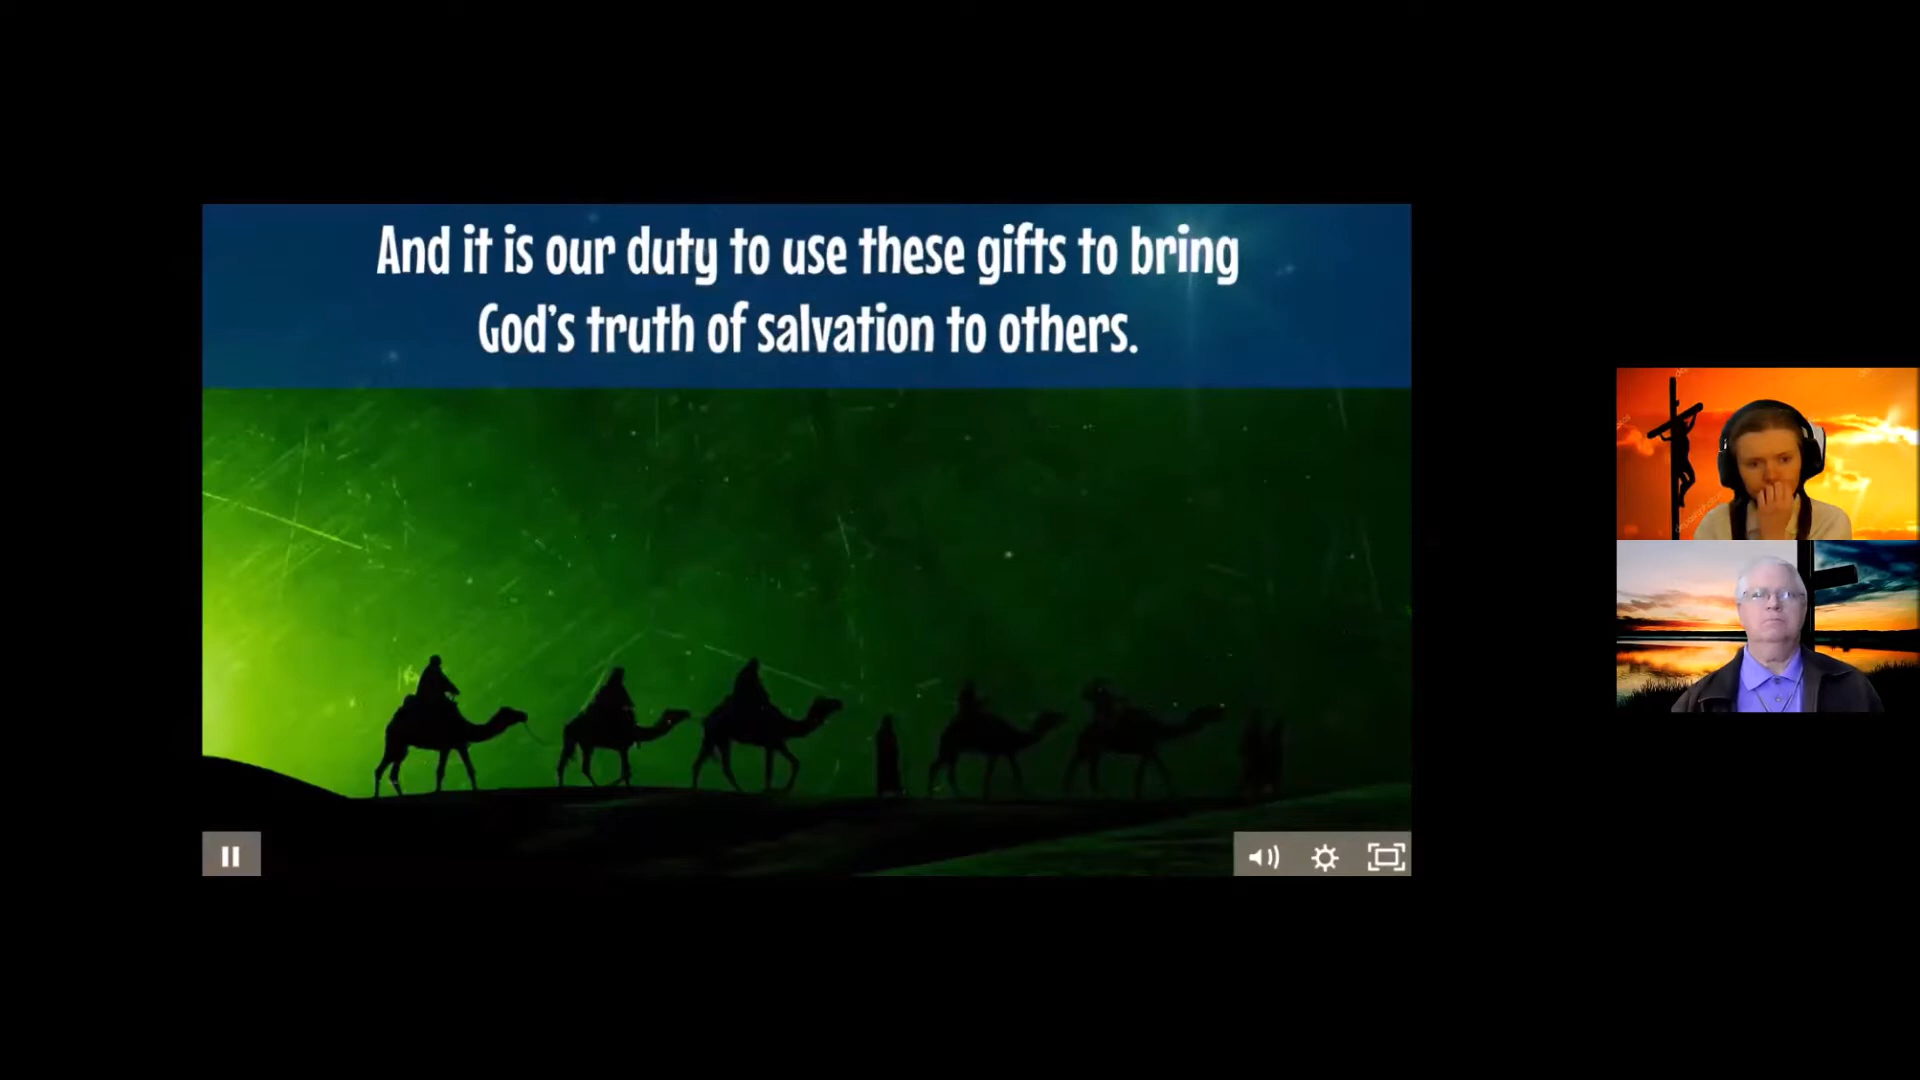 And it is our duty to use these gifts to bring
God's truth of salvation to others.